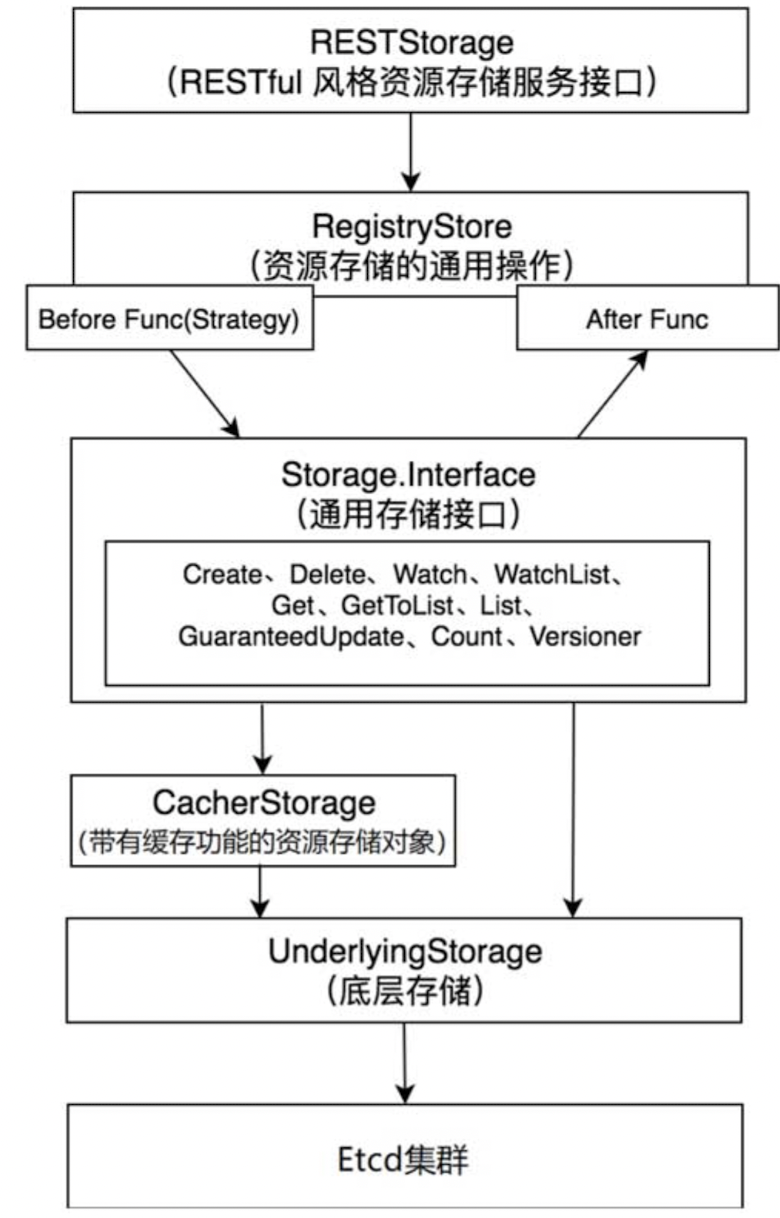 RESTStorage
（RESTful 风格资源存储服务接口）
RegistryStore
（资源存储的通用操作）
Before Func(Strategy)
After Func
Storage.Interface
（通用存储接口）
Create、Delete、Watch、WatchList、
Get、GetToList、List、
GuaranteedUpdate、Count、Versioner
CacherStorage
（带有缓存功能的资源存储对象）
UnderlyingStorage
（底层存储）
Etcd集群